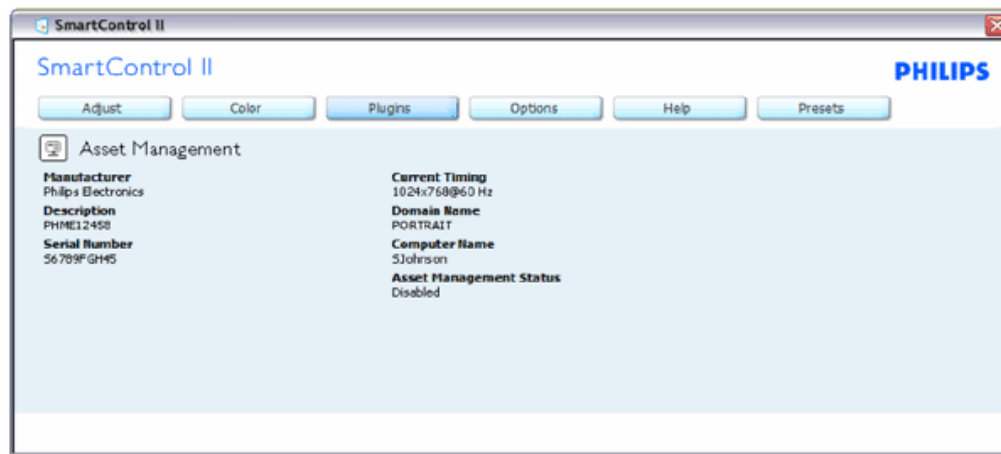 SmartControl II
SmartControl II
PHILIPS
Adjust Color Plugins Options Help Presets
Asset Management
Manufacturer
Philips Electronics
Description
PHME12458
Serial Number
56789FGH45
Current Timing
1024x768@60 Hz
Domain Name
PORTRAIT
Computer Name
SJohnson
Asset Management Status
Disabled